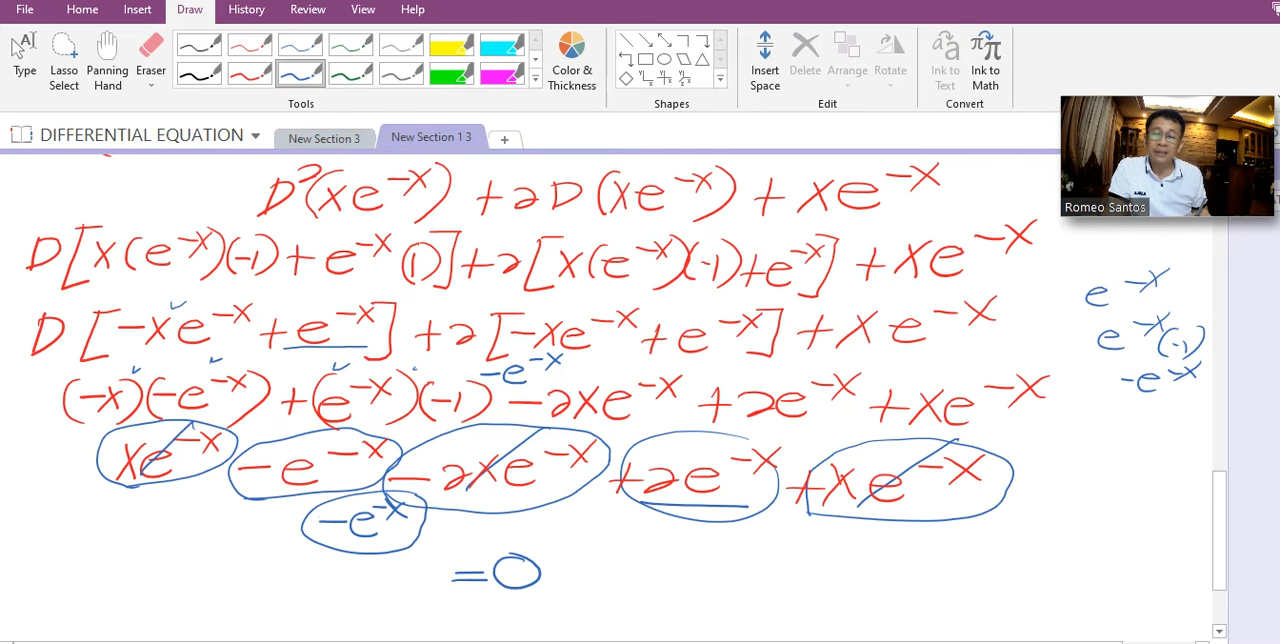 File Home Insert Draw History Review View Help
Type Lasso Select Panning Hand Eraser Color & Thickness Insert Space Delete Arrange Rotate Ink to Text Ink to Math
Tools Shapes Edit Convert
DIFFERENTIAL EQUATION New Section 3 New Section 1 3 +
Romeo Santos
D²(xe^-x) + 2D(xe^-x) + xe^-x
D[x(e^-x)(-1) + e^-x(1)] + 2[x(e^-x)(-1) + e^-x] + xe^-x
e^-x
D[-xe^-x + e^-x] + 2[-xe^-x + e^-x] + xe^-x
e^-x(-1)
-e^-x
-e^-x
(-x)(-e^-x) + (e^-x)(-1) - 2xe^-x + 2e^-x + xe^-x
xe^-x - e^-x - 2xe^-x + 2e^-x + xe^-x
-e^-x
= 0